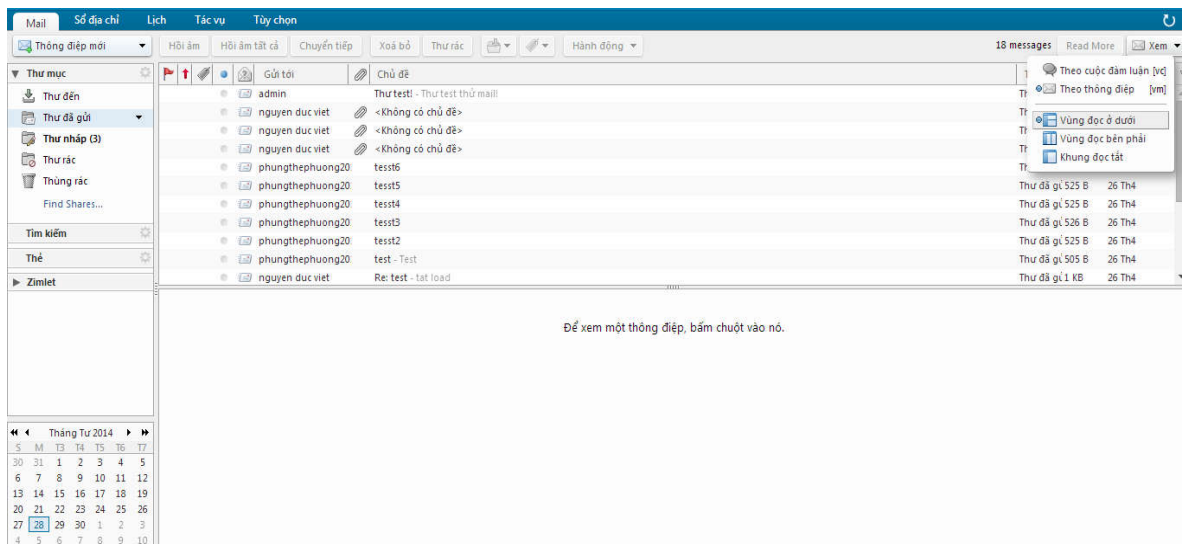 Mail Sổ địa chỉ Lịch Tác vụ Tùy chọn
Thông điệp mới Hồi âm Hồi âm tất cả Chuyển tiếp Xoá bỏ Thư rác Hành động 18 messages Read More Xem
Thư mục
Thư đến
Thư đã gửi
Thư nháp (3)
Thư rác
Thùng rác
Find Shares...
Tìm kiếm
Thẻ
Zimlet
Gửi tới Chủ đề
admin Thư test! - Thư test thử mail!
nguyen duc viet <Không có chủ đề>
nguyen duc viet <Không có chủ đề>
nguyen duc viet <Không có chủ đề>
phungthephuong20 tesst6
phungthephuong20 tesst5 Thư đã gử 525 B 26 Th4
phungthephuong20 tesst4 Thư đã gử 525 B 26 Th4
phungthephuong20 tesst3 Thư đã gử 526 B 26 Th4
phungthephuong20 tesst2 Thư đã gử 525 B 26 Th4
phungthephuong20 test - Test Thư đã gử 505 B 26 Th4
nguyen duc viet Re: test - tat load Thư đã gử 1 KB 26 Th4
Theo cuộc đàm luận [vc]
Theo thông điệp [vm]
Vùng đọc ở dưới
Vùng đọc bên phải
Khung đọc tắt
Để xem một thông điệp, bấm chuột vào nó.
Tháng Tư 2014
S M T3 T4 T5 T6 T7
30 31 1 2 3 4 5
6 7 8 9 10 11 12
13 14 15 16 17 18 19
20 21 22 23 24 25 26
27 28 29 30 1 2 3
4 5 6 7 8 9 10